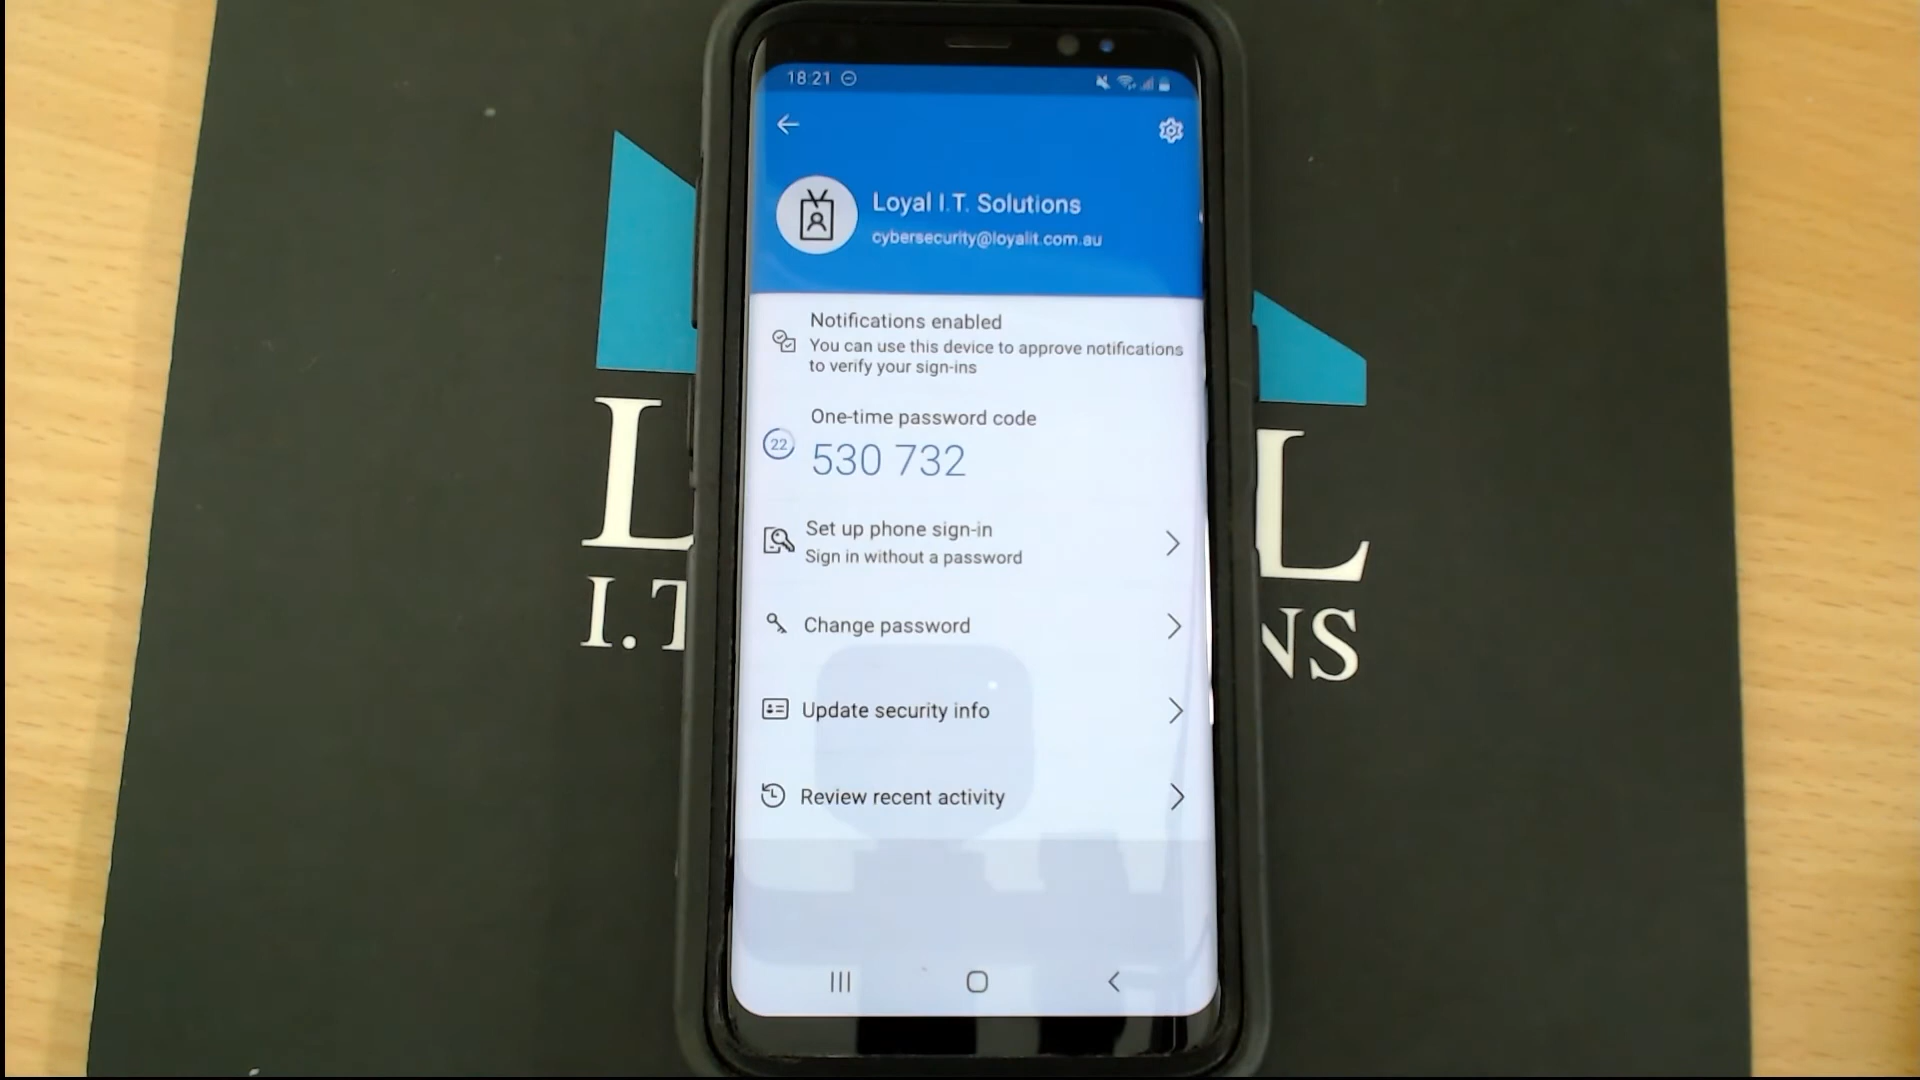 18:21
Loyal I.T. Solutions
cybersecurity@loyalit.com.au
Notifications enabled
You can use this device to approve notifications
to verify your sign-ins
One-time password code
22
530 732
Set up phone sign-in
Sign in without a password
Change password
Update security info
Review recent activity
L L
I.T NS